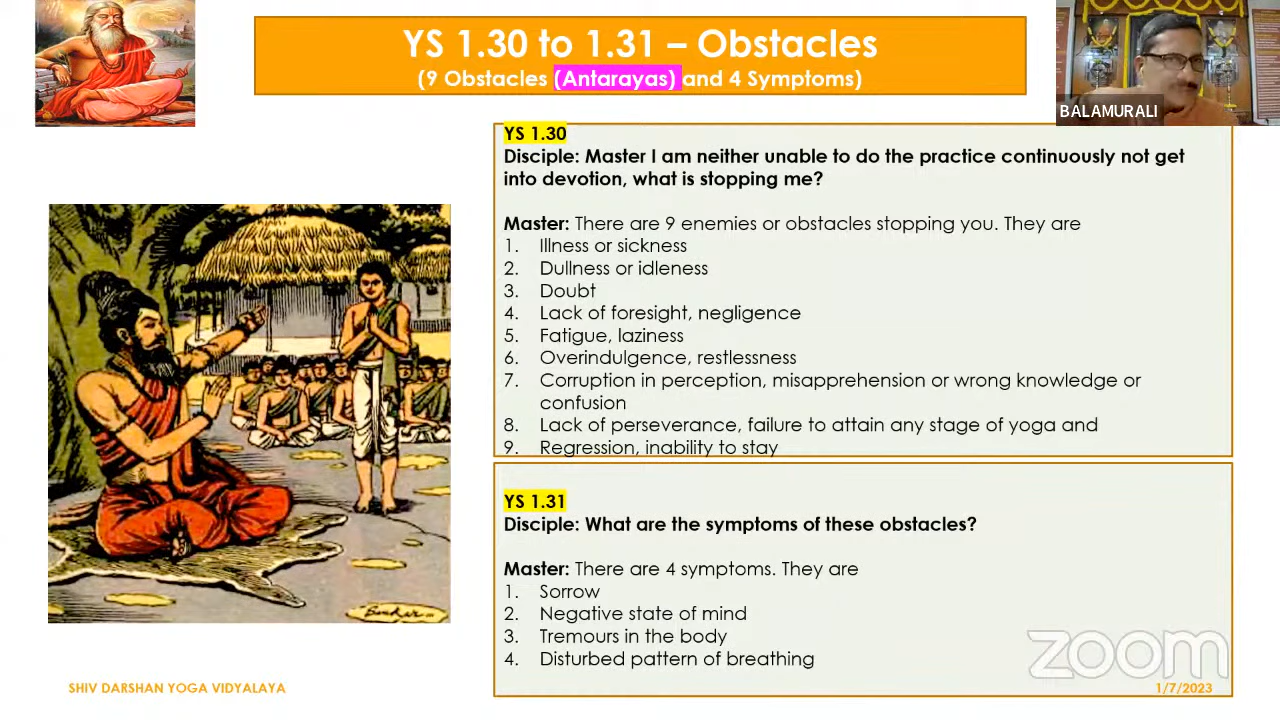 YS 1.30 to 1.31 – Obstacles
(9 Obstacles (Antarayas) and 4 Symptoms)
BALAMURALI
YS 1.30
Disciple: Master I am neither unable to do the practice continuously not get
into devotion, what is stopping me?
Master: There are 9 enemies or obstacles stopping you. They are
1. Illness or sickness
2. Dullness or idleness
3. Doubt
4. Lack of foresight, negligence
5. Fatigue, laziness
6. Overindulgence, restlessness
7. Corruption in perception, misapprehension or wrong knowledge or
confusion
8. Lack of perseverance, failure to attain any stage of yoga and
9. Regression, inability to stay
YS 1.31
Disciple: What are the symptoms of these obstacles?
Master: There are 4 symptoms. They are
1. Sorrow
2. Negative state of mind
3. Tremours in the body
4. Disturbed pattern of breathing
zoom
SHIV DARSHAN YOGA VIDYALAYA
1/7/2023